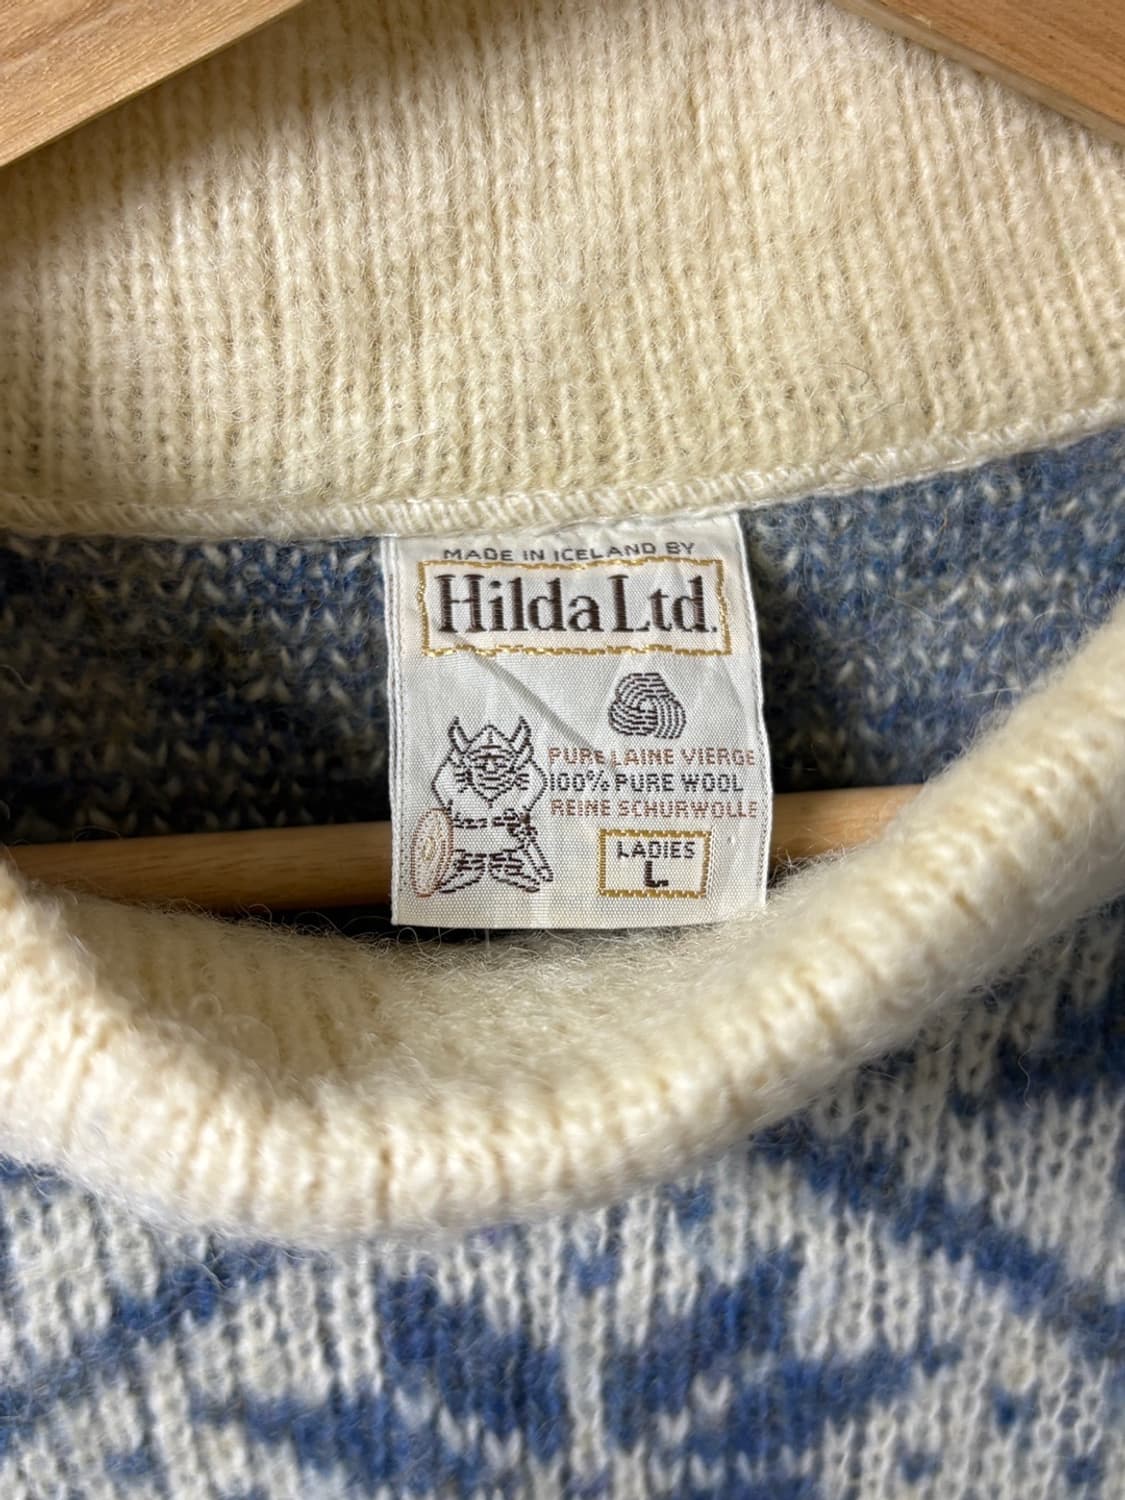 MADE IN ICELAND BY
Hilda Ltd.
PURE LAINE VIERGE
100% PURE WOOL
REINE SCHURWOLLE
LADIES
L